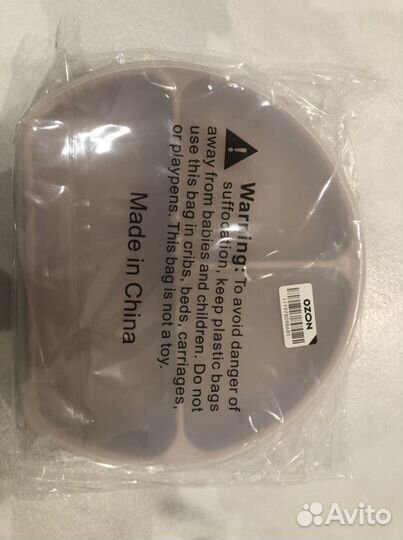 Warning: To avoid danger of
suffocation, keep plastic bags
away from babies and children. Do not
use this bag in cribs, beds, carriages,
or playpens. This bag is not a toy.
Made in China
OZON
Avito